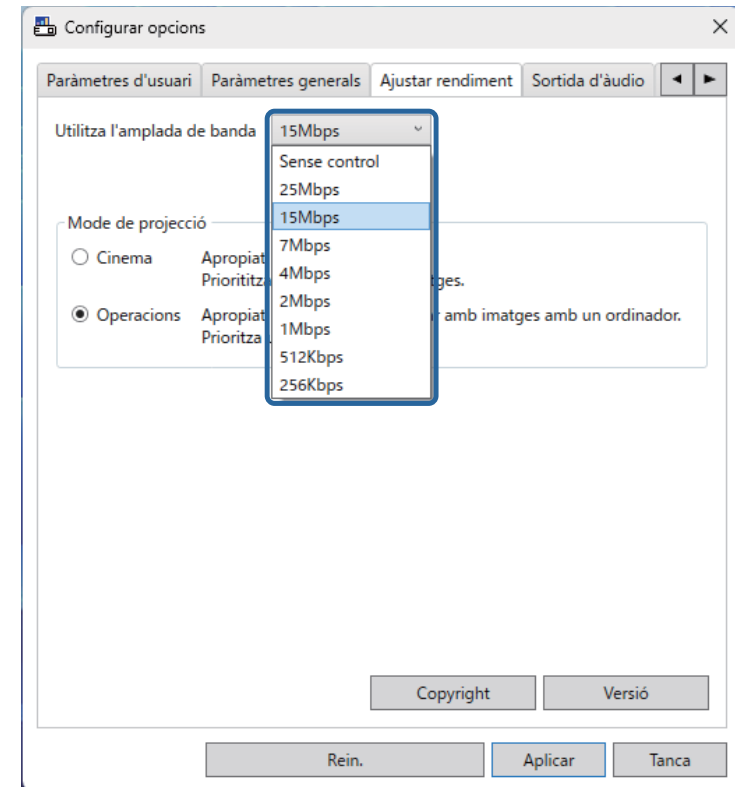 Configurar opcions
Paràmetres d'usuari Paràmetres generals Ajustar rendiment Sortida d'àudio
Utilitza l'amplada de banda 15Mbps
Sense control
25Mbps
15Mbps
7Mbps
4Mbps
2Mbps
1Mbps
512Kbps
256Kbps
Mode de projecció
Cinema Apropiat
Operacions Apropiat amb imatges amb un ordinador.
Prioritza
Copyright Versió
Rein. Aplicar Tanca